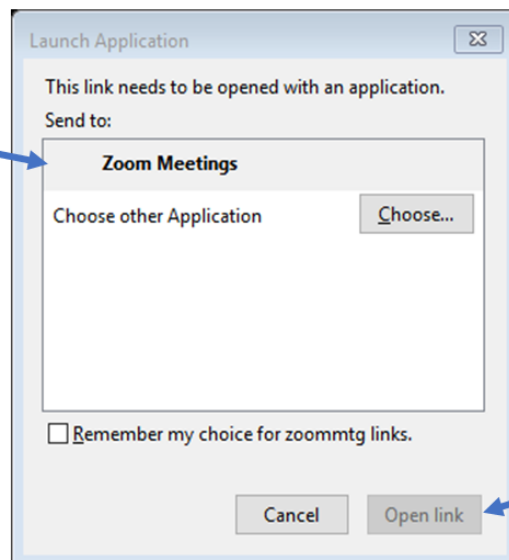 Launch Application
This link needs to be opened with an application.
Send to:
Zoom Meetings
Choose other Application
Choose...
Remember my choice for zoommtg links.
Cancel
Open link